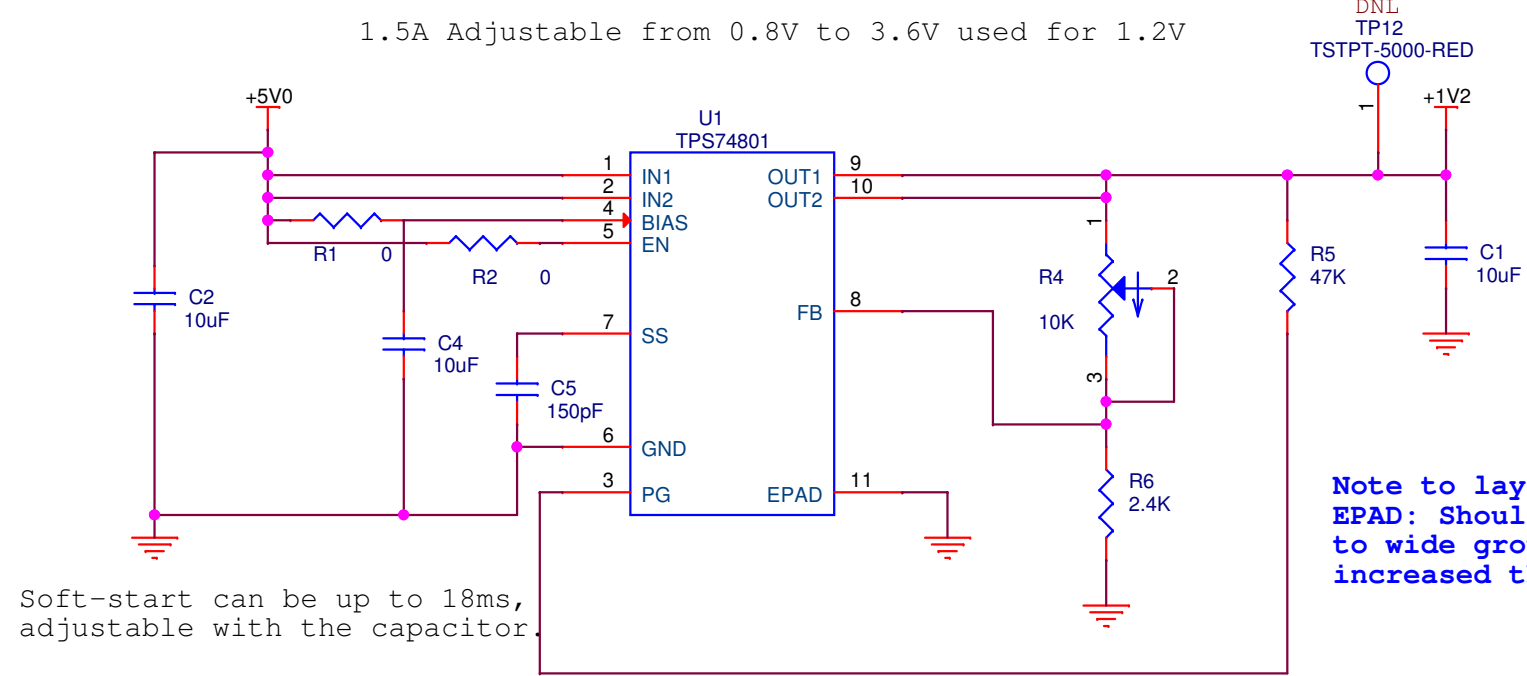 1.5A Adjustable from 0.8V to 3.6V used for 1.2V
DNL
TP12
TSTPT-5000-RED
1
+5V0
+1V2
U1
TPS74801
1
IN1
2
IN2
4
BIAS
5
EN
7
SS
6
GND
3
PG
OUT1
9
OUT2
10
FB
8
EPAD
11
R1
0
R2
0
C2
10uF
C4
10uF
C5
150pF
1
R4
10K
2
3
R5
47K
C1
10uF
R6
2.4K
Note to
EPAD:
to wide
increased
Soft-start can be up to 18ms,
adjustable with the capacitor.